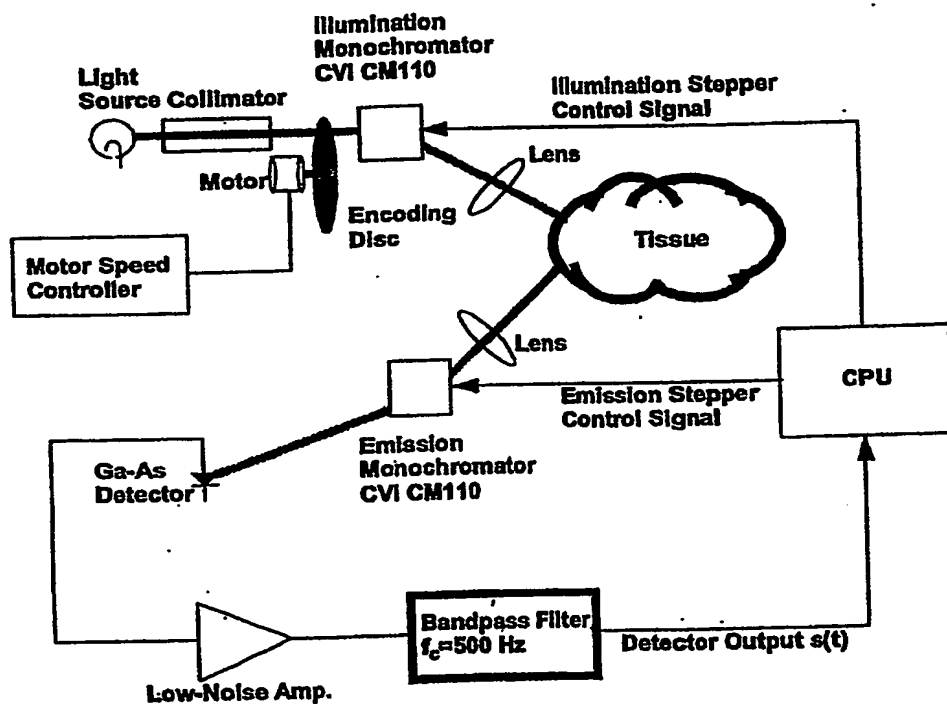 Illumination
Monochromator
CVI CM110
Light
Source Collimator
Illumination Stepper
Control Signal
Lens
Motor
Encoding
Disc
Tissue
Motor Speed
Controller
Lens
CPU
Emission Stepper
Control Signal
Emission
Monochromator
CVI CM110
Ga-As
Detector
Bandpass Filter
f_c=500 Hz
Detector Output s(t)
Low-Noise Amp.